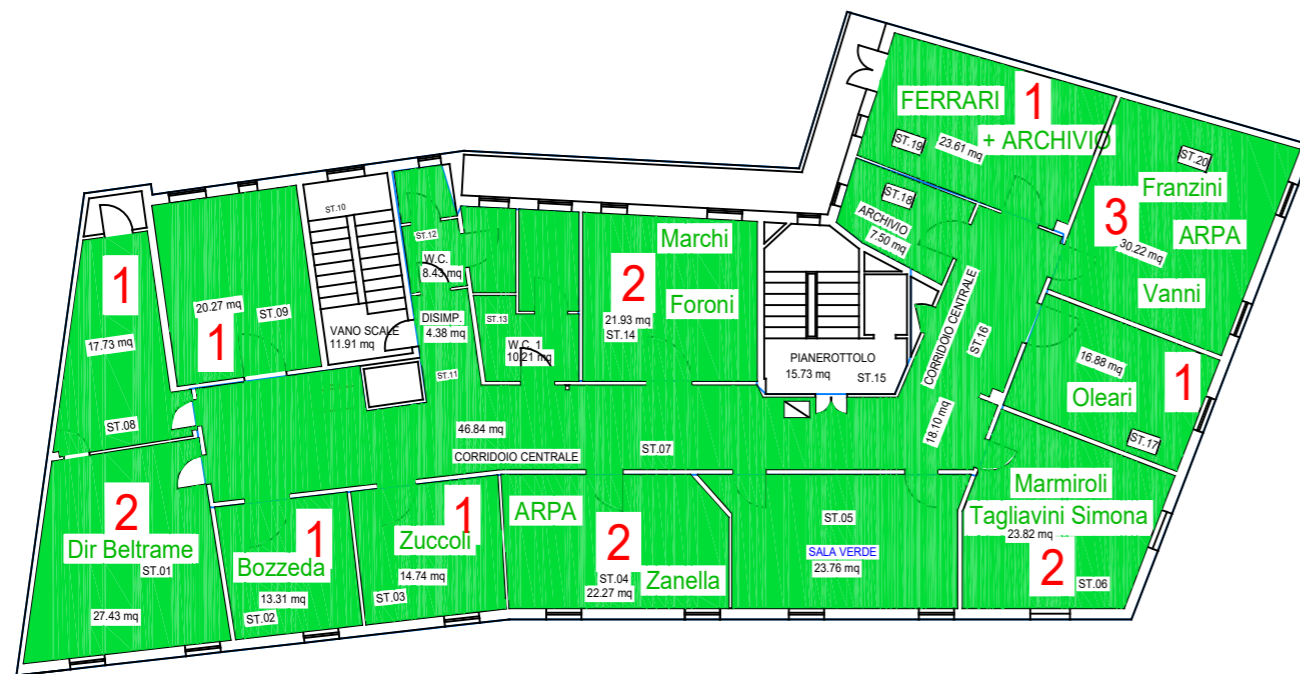 FERRARI
1
+ ARCHIVIO
ST.19
23.61 mq
ST.20
Franzini
3
ARPA
30.22 mq
Vanni
ST.18
ARCHIVIO
7.50 mq
ST.10
VANO SCALE
11.91 mq
ST.12
W.C.
8.43 mq
DISIMP.
4.38 mq
ST.11
ST.13
W.C. 1
10.21 mq
Marchi
2
Foroni
21.93 mq
ST.14
PIANEROTTOLO
15.73 mq
ST.15
CORRIDOIO CENTRALE
ST.16
18.10 mq
1
17.73 mq
ST.08
20.27 mq
ST.09
1
16.88 mq
Oleari
1
ST.17
46.84 mq
CORRIDOIO CENTRALE
ST.07
2
Dir Beltrame
ST.01
27.43 mq
1
Bozzeda
13.31 mq
ST.02
1
Zuccoli
14.74 mq
ST.03
ARPA
2
ST.04
Zanella
22.27 mq
ST.05
SALA VERDE
23.76 mq
Marmiroli
Tagliavini Simona
23.82 mq
2
ST.06